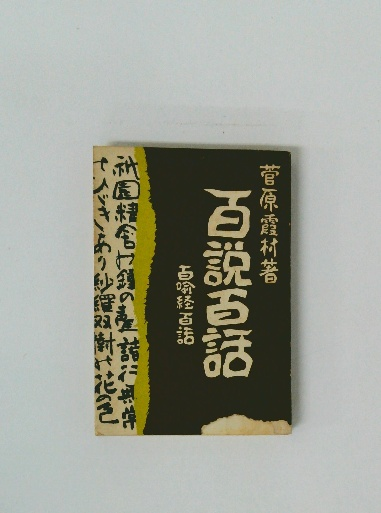 菅原霞村著
百説百話
百喩経百話
祇園精舎の鐘の聲 諸行無常
のひびきあり沙羅双樹の花の色